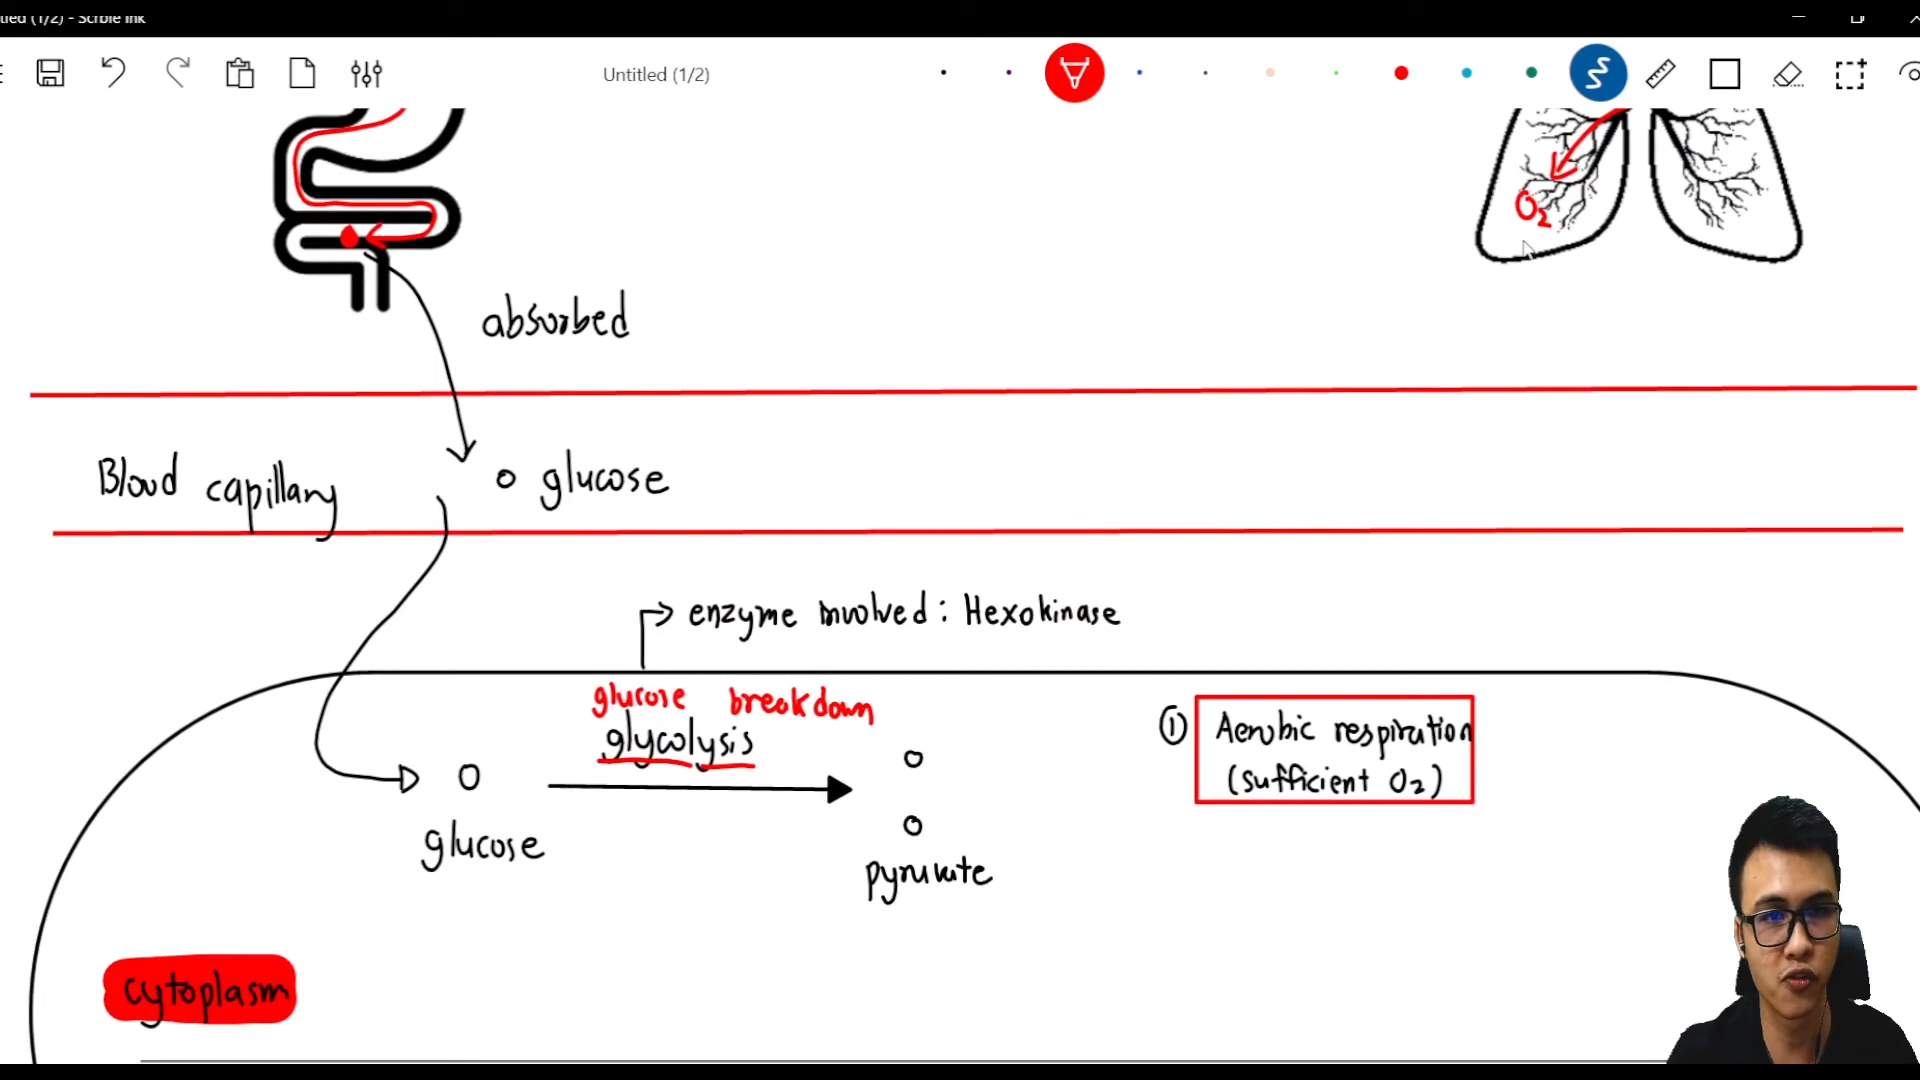 Untitled (1/2)
O₂
absorbed
Blood capillary
glucose
enzyme involved: Hexokinase
glucose breakdown
glycolysis
① Aerobic respiration
(sufficient O₂)
glucose
pyruvate
cytoplasm